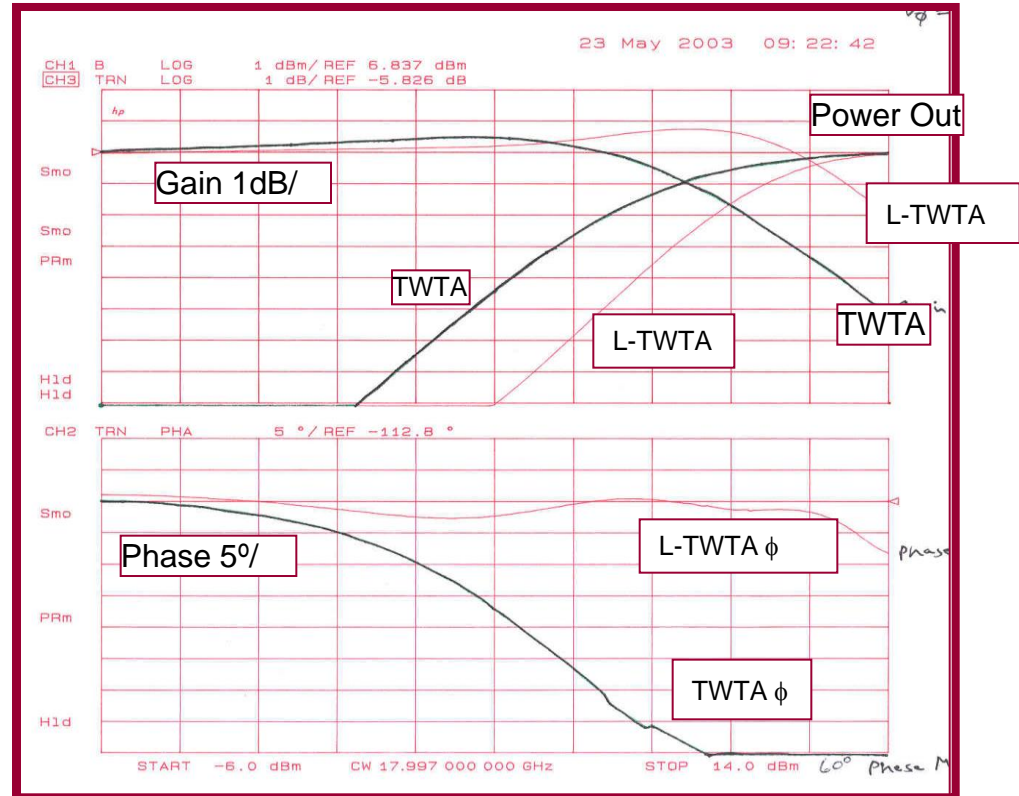 23 May 2003 09:22:42
CH1 B LOG 1 dBm/ REF 6.837 dBm
CH3 TRN LOG 1 dB/ REF -5.826 dB
hp
Power Out
Smo
Gain 1dB/
L-TWTA
Smo
PRm
TWTA
TWTA
L-TWTA
Hld
Hld
CH2 TRN PHA 5 °/ REF -112.8 °
Smo
L-TWTA ϕ
Phase
Phase 5º/
PRm
TWTA ϕ
Hld
START -6.0 dBm CW 17.997 000 000 GHz STOP 14.0 dBm 60° Phase M